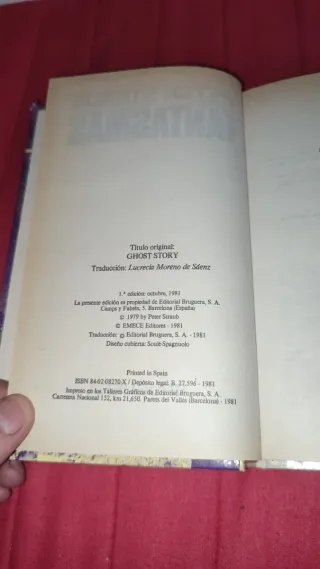 Título original:
GHOST STORY
Traducción: Lucrecia Moreno de Sáenz
1.ª edición: octubre, 1981
La presente edición es propiedad de Editorial Bruguera, S. A.
Camps y Fabrés, 5. Barcelona (España)
© 1979 by Peter Straub
© EMECE Editores - 1981
Traducción: © Editorial Bruguera, S. A. - 1981
Diseño cubierta: Soulé-Spagnuolo
Printed in Spain
ISBN 84-02-08270-X / Depósito legal: B. 27.596 - 1981
Impreso en los Talleres Gráficos de Editorial Bruguera, S. A.
Carretera Nacional 152, km 21,650. Parets del Vallés (Barcelona) - 1981